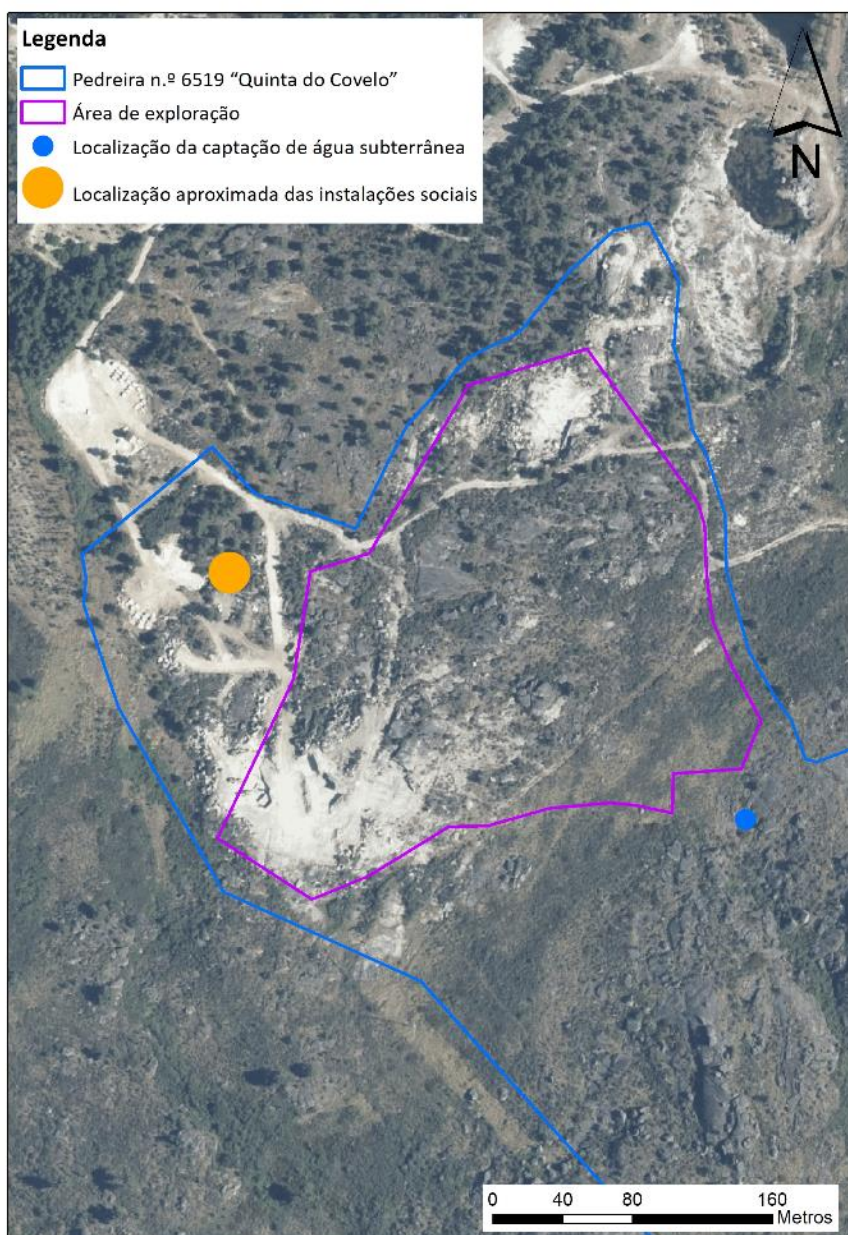 Legenda
Pedreira n.º 6519 “Quinta do Covelo”
Área de exploração
Localização da captação de água subterrânea
Localização aproximada das instalações sociais
N
0 40 80 160
Metros